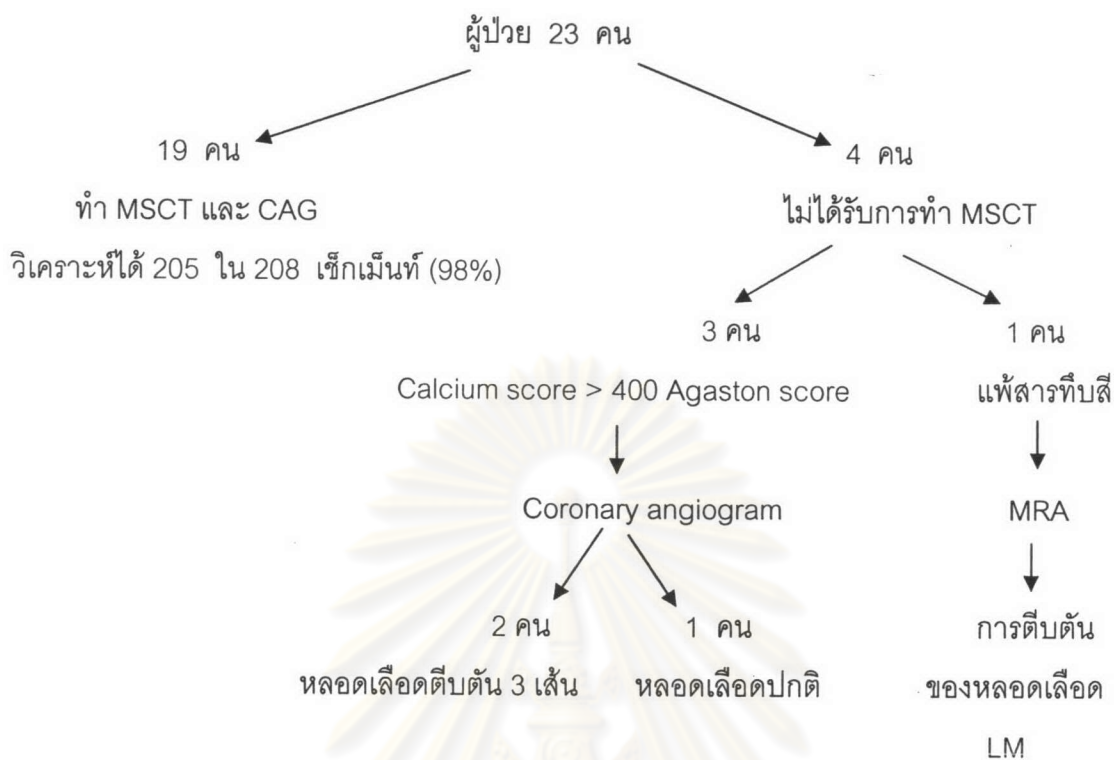 ผู้ป่วย 23 คน
19 คน
ทำ MSCT และ CAG
วิเคราะห์ได้ 205 ใน 208 เซ็กเม็นท์ (98%)
4 คน
ไม่ได้รับการทำ MSCT
3 คน
Calcium score > 400 Agaston score
Coronary angiogram
2 คน
หลอดเลือดตีบตัน 3 เส้น
1 คน
หลอดเลือดปกติ
1 คน
แพ้สารทึบสี
MRA
การตีบตัน
ของหลอดเลือด
LM